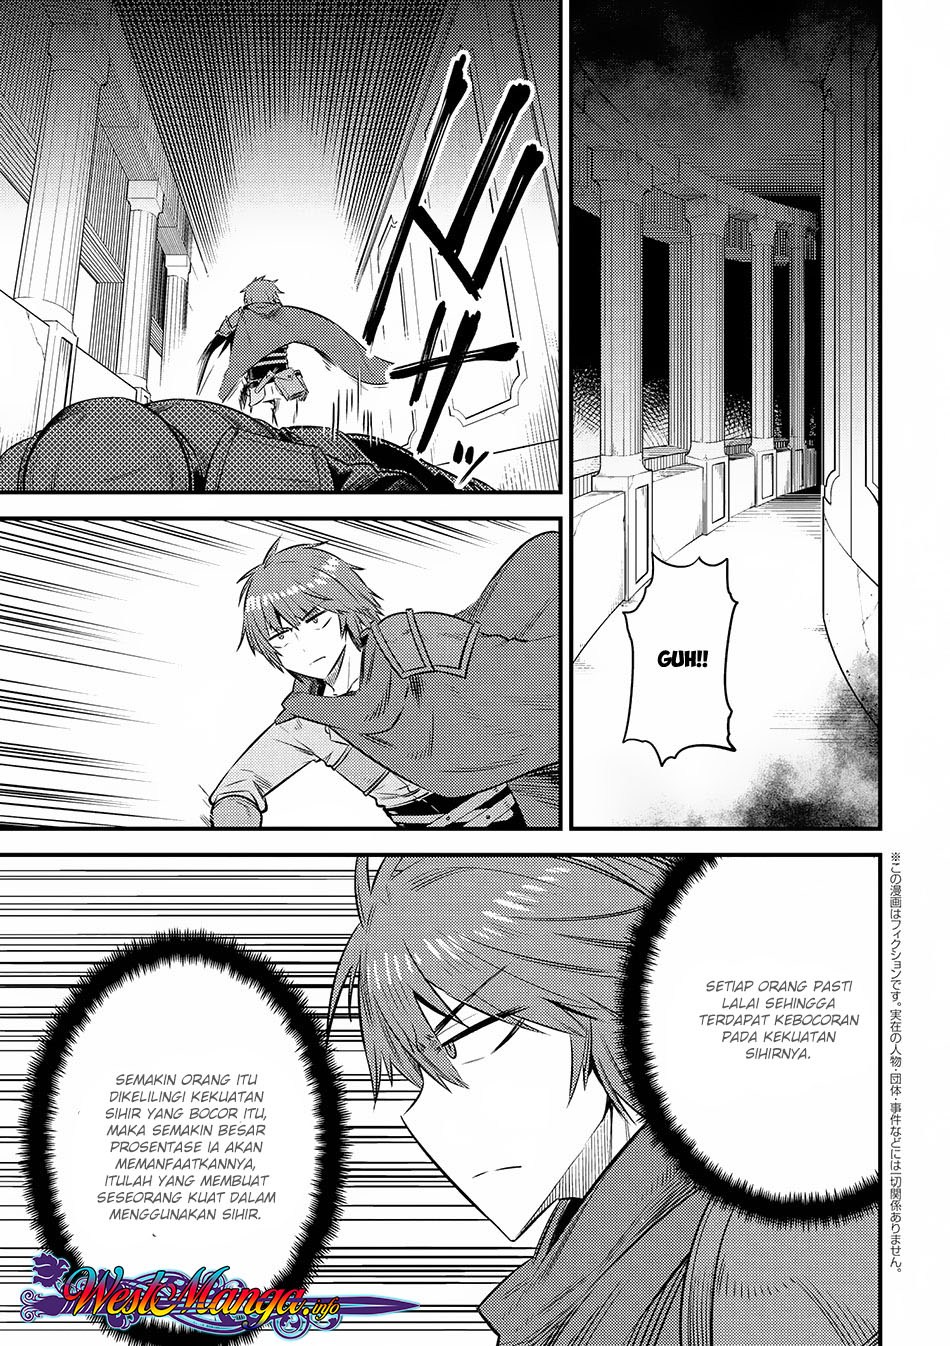 GUH!!
ドサッ
SETIAP ORANG PASTI
LALAI SEHINGGA
TERDAPAT KEBOCORAN
PADA KEKUATAN
SIHIRNYA.
SEMAKIN ORANG ITU
DIKELILINGI KEKUATAN
SIHIR YANG BOCOR ITU,
MAKA SEMAKIN BESAR
PROSENTASE IA AKAN
MEMANFAATKANNYA,
ITULAH YANG MEMBUAT
SESEORANG KUAT DALAM
MENGGUNAKAN SIHIR.
※この漫画はフィクションです。実在の人物・団体・事件などには一切関係ありません。
WestManga.info